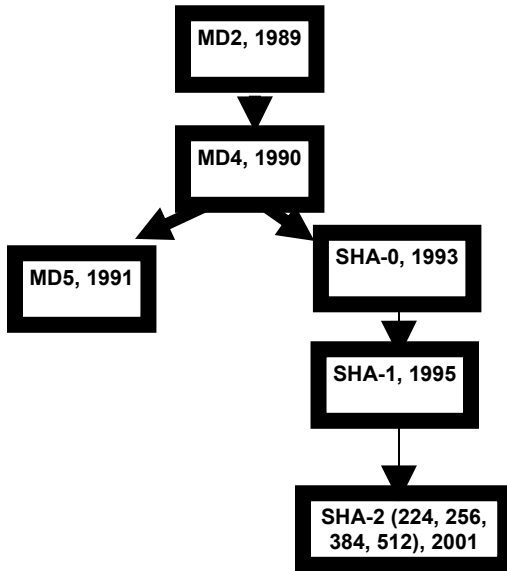 MD2, 1989
MD4, 1990
MD5, 1991
SHA-0, 1993
SHA-1, 1995
SHA-2 (224, 256,
384, 512), 2001